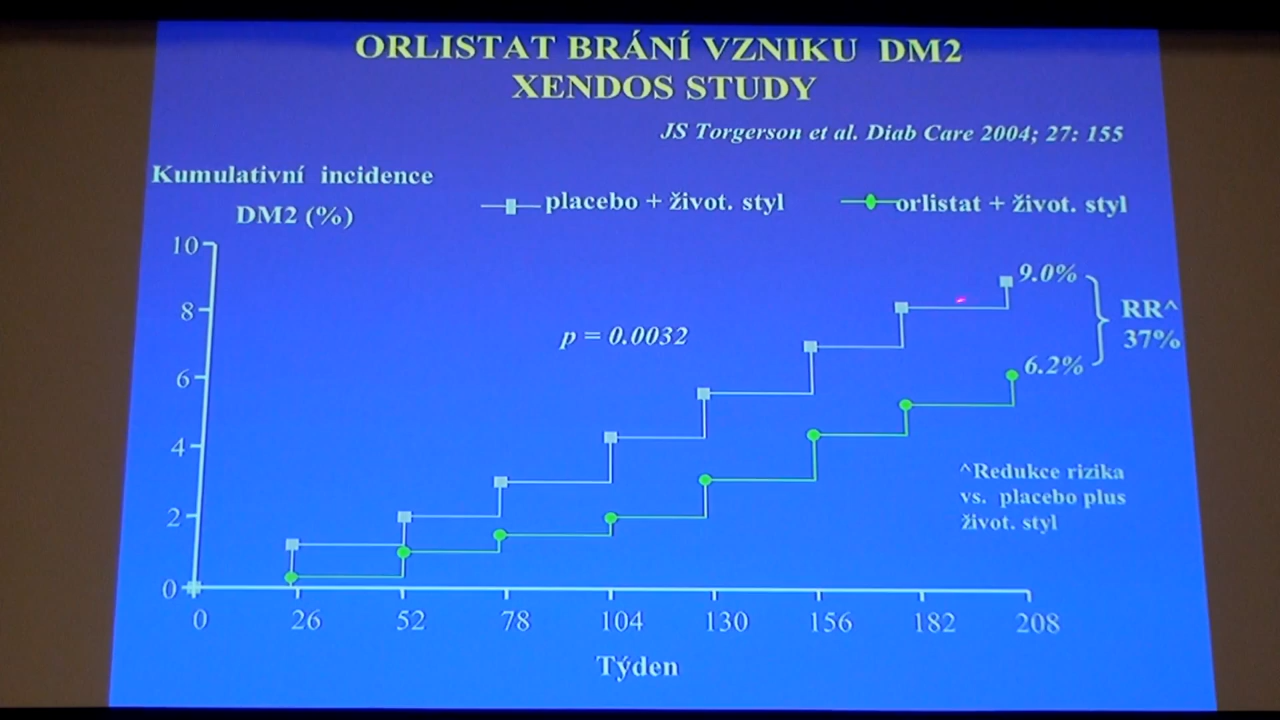 ORLISTAT BRÁNÍ VZNIKU DM2
XENDOS STUDY
JS Torgerson et al. Diab Care 2004; 27: 155
Kumulativní incidence
DM2 (%)
placebo + život. styl
orlistat + život. styl
10
8
6
4
2
0
p = 0.0032
9.0%
6.2%
RR^
37%
^Redukce rizika
vs. placebo plus
život. styl
0 26 52 78 104 130 156 182 208
Týden